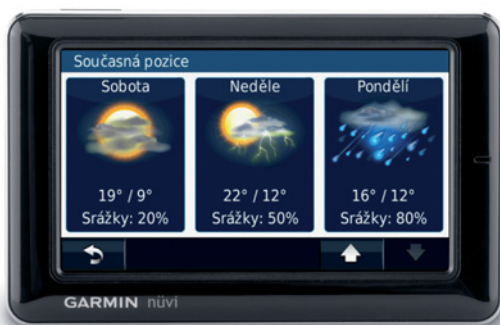 Současná pozice
Sobota
19° / 9°
Srážky: 20%
Neděle
22° / 12°
Srážky: 50%
Pondělí
16° / 12°
Srážky: 80%
GARMIN nüvi